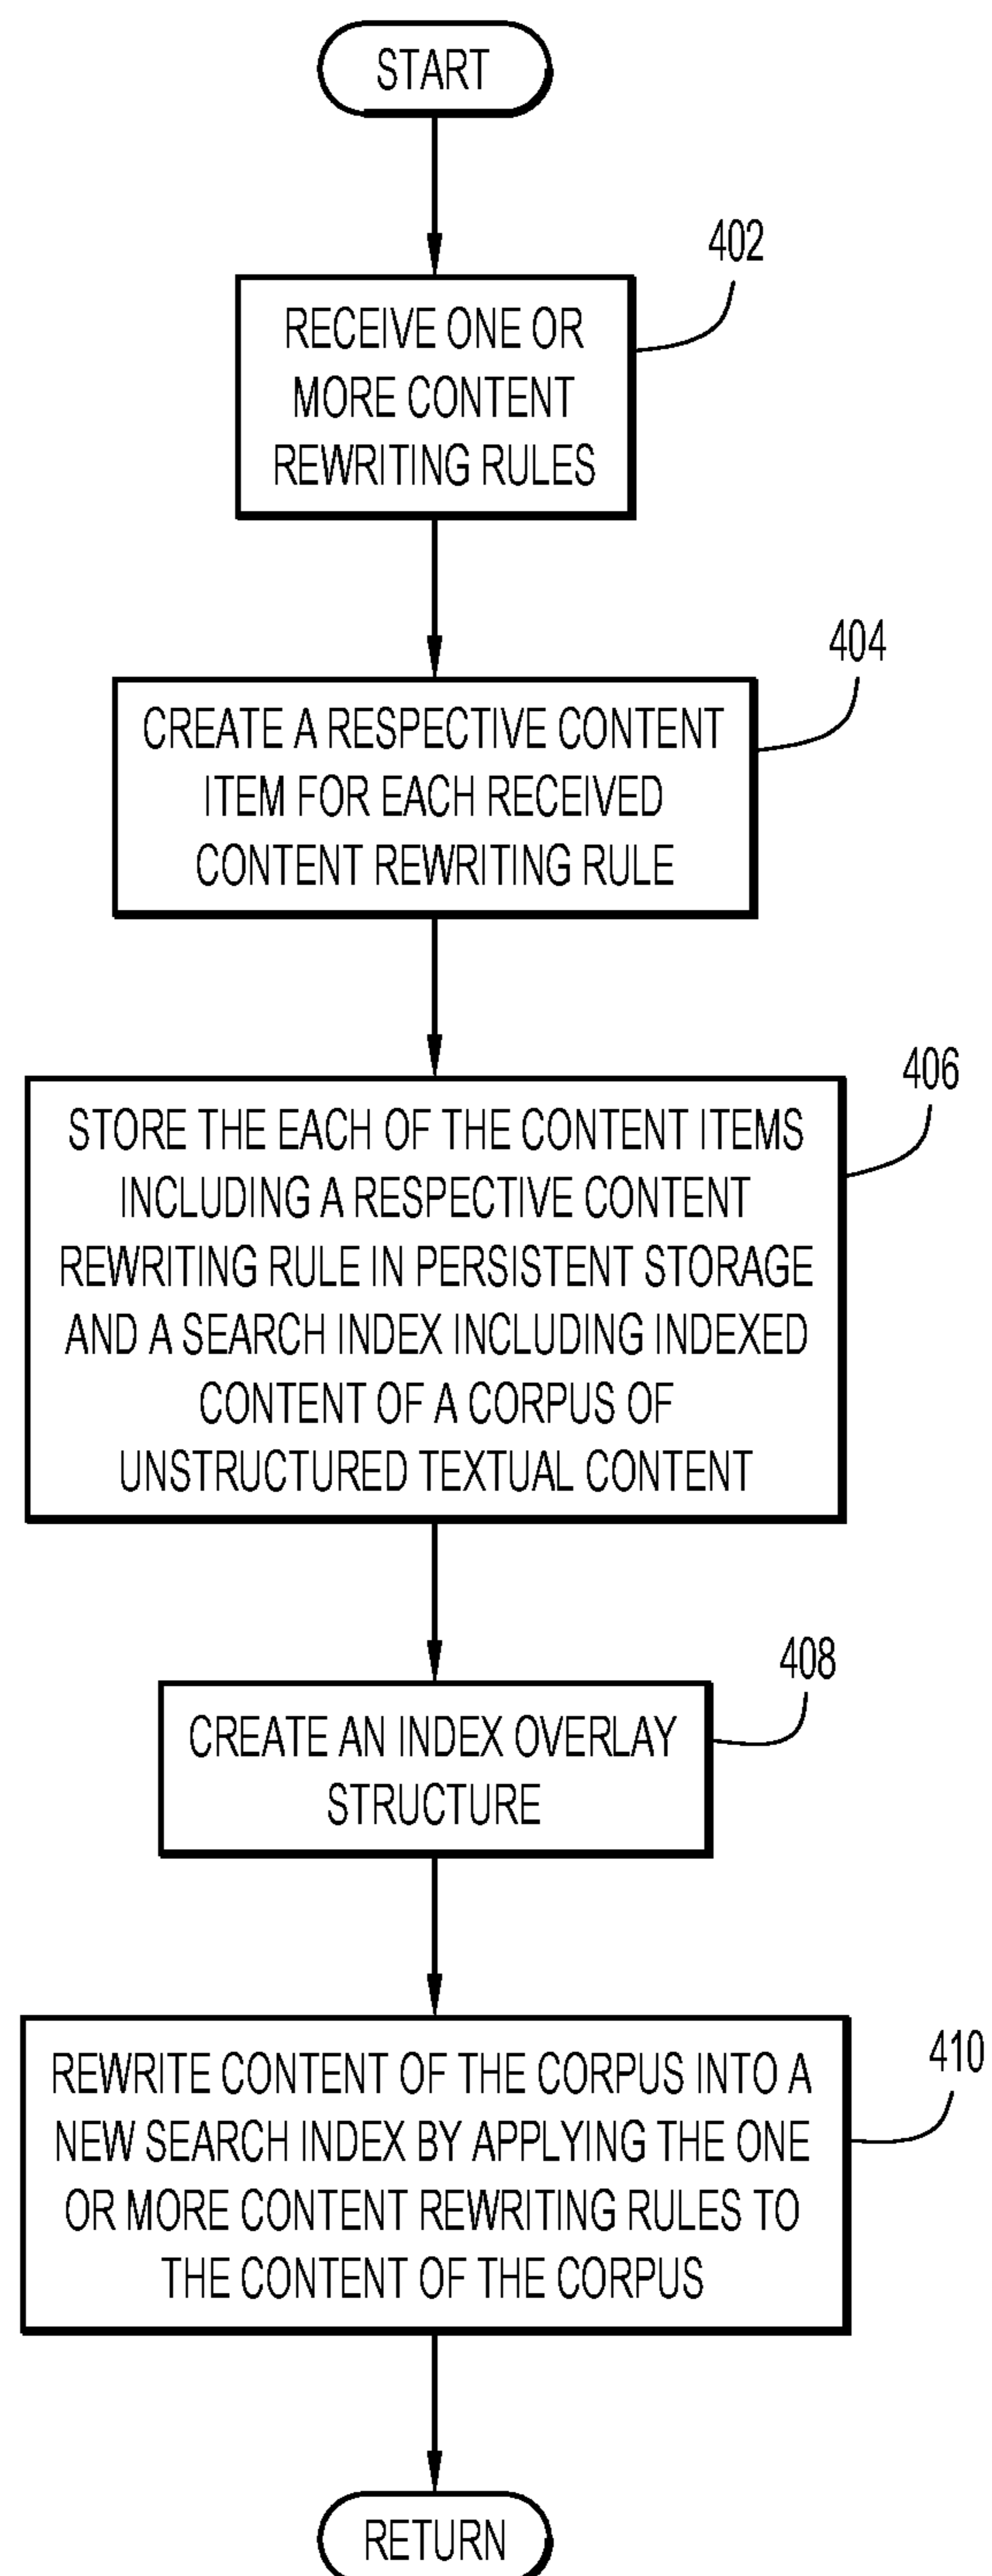 START
402
RECEIVE ONE OR
MORE CONTENT
REWRITING RULES
404
CREATE A RESPECTIVE CONTENT
ITEM FOR EACH RECEIVED
CONTENT REWRITING RULE
406
STORE THE EACH OF THE CONTENT ITEMS
INCLUDING A RESPECTIVE CONTENT
REWRITING RULE IN PERSISTENT STORAGE
AND A SEARCH INDEX INCLUDING INDEXED
CONTENT OF A CORPUS OF
UNSTRUCTURED TEXTUAL CONTENT
408
CREATE AN INDEX OVERLAY
STRUCTURE
410
REWRITE CONTENT OF THE CORPUS INTO A
NEW SEARCH INDEX BY APPLYING THE ONE
OR MORE CONTENT REWRITING RULES TO
THE CONTENT OF THE CORPUS
RETURN